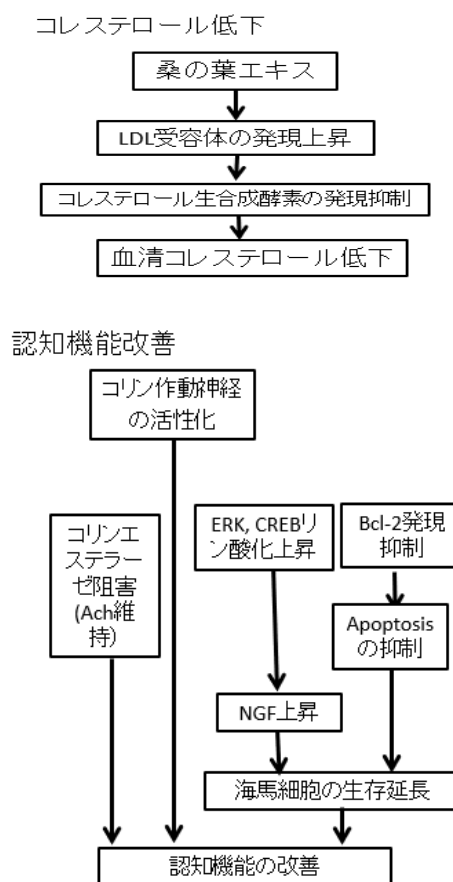 コレステロール低下
桑の葉エキス
LDL受容体の発現上昇
コレステロール生合成酵素の発現抑制
血清コレステロール低下
認知機能改善
コリン作動神経
の活性化
コリンエ
ステラー
ゼ阻害
(Ach維
持)
ERK, CREBリ
ン酸化上昇
Bcl-2発現
抑制
Apoptosis
の抑制
NGF上昇
海馬細胞の生存延長
認知機能の改善